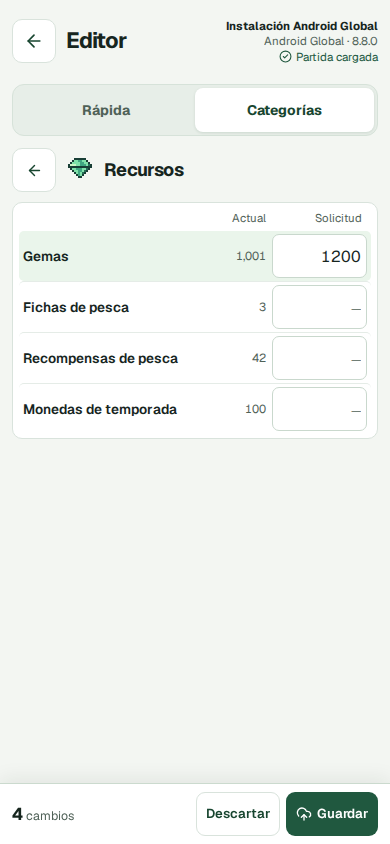 Editor
Instalación Android Global
Android Global · 8.8.0
Partida cargada
Rápida
Categorías
Recursos
Actual Solicitud
Gemas 1,001 1200
Fichas de pesca 3 —
Recompensas de pesca 42 —
Monedas de temporada 100 —
4 cambios
Descartar
Guardar